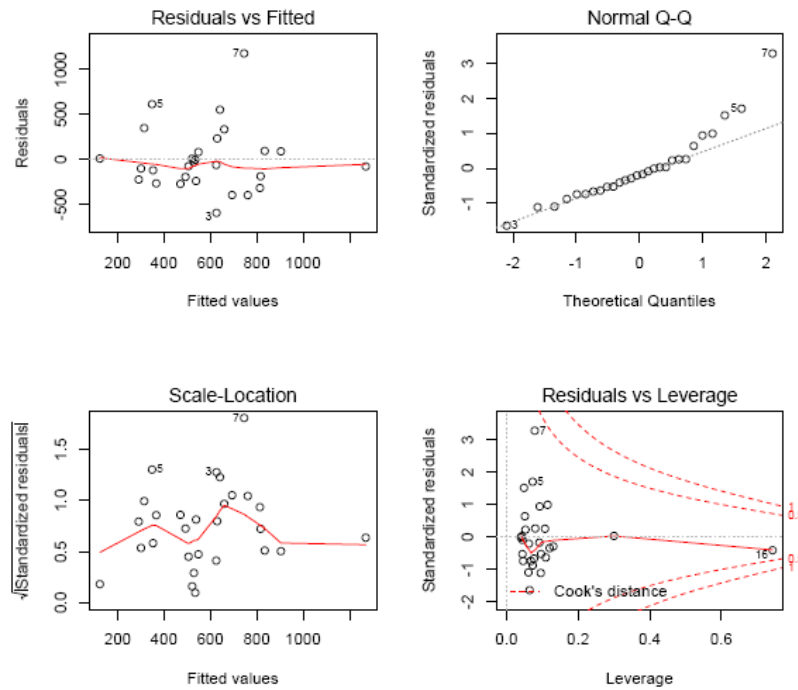 Residuals vs Fitted
Residuals
1000
500
0
-500
7
5
3
200 400 600 800 1000
Fitted values
Normal Q-Q
Standardized residuals
3
2
1
0
-1
7
5
3
-2 -1 0 1 2
Theoretical Quantiles
Scale-Location
√|Standardized residuals|
1.5
1.0
0.5
0.0
7
5
3
200 400 600 800 1000
Fitted values
Residuals vs Leverage
Standardized residuals
3
2
1
0
-1
-2
7
5
16
1
0.
0.
1
Cook's distance
0.0 0.2 0.4 0.6
Leverage